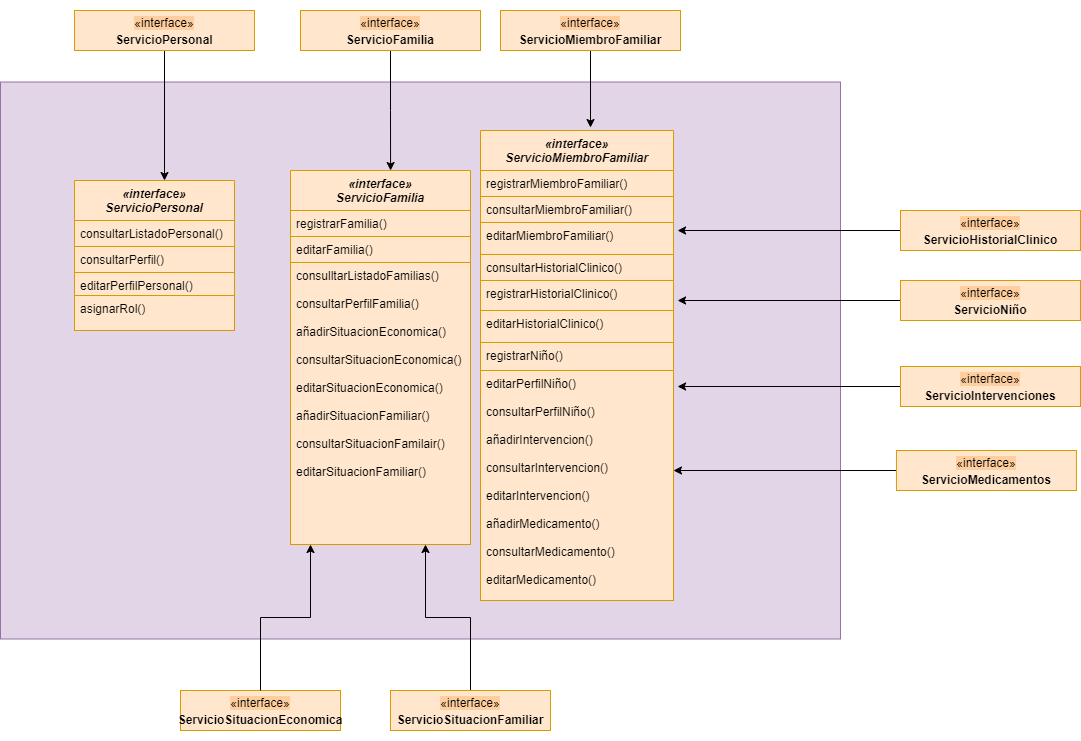 «interface»
ServicioPersonal
«interface»
ServicioFamilia
«interface»
ServicioMiembroFamiliar
«interface»
ServicioPersonal
consultarListadoPersonal()
consultarPerfil()
editarPerfilPersonal()
asignarRol()
«interface»
ServicioFamilia
registrarFamilia()
editarFamilia()
consulltarListadoFamilias()
consultarPerfilFamilia()
añadirSituacionEconomica()
consultarSituacionEconomica()
editarSituacionEconomica()
añadirSituacionFamiliar()
consultarSituacionFamilair()
editarSituacionFamiliar()
«interface»
ServicioMiembroFamiliar
registrarMiembroFamiliar()
consultarMiembroFamiliar()
editarMiembroFamiliar()
consultarHistorialClinico()
registrarHistorialClinico()
editarHistorialClinico()
registrarNiño()
editarPerfilNiño()
consultarPerfilNiño()
añadirIntervencion()
consultarIntervencion()
editarIntervencion()
añadirMedicamento()
consultarMedicamento()
editarMedicamento()
«interface»
ServicioHistorialClinico
«interface»
ServicioNiño
«interface»
ServicioIntervenciones
«interface»
ServicioMedicamentos
«interface»
ServicioSituacionEconomica
«interface»
ServicioSituacionFamiliar